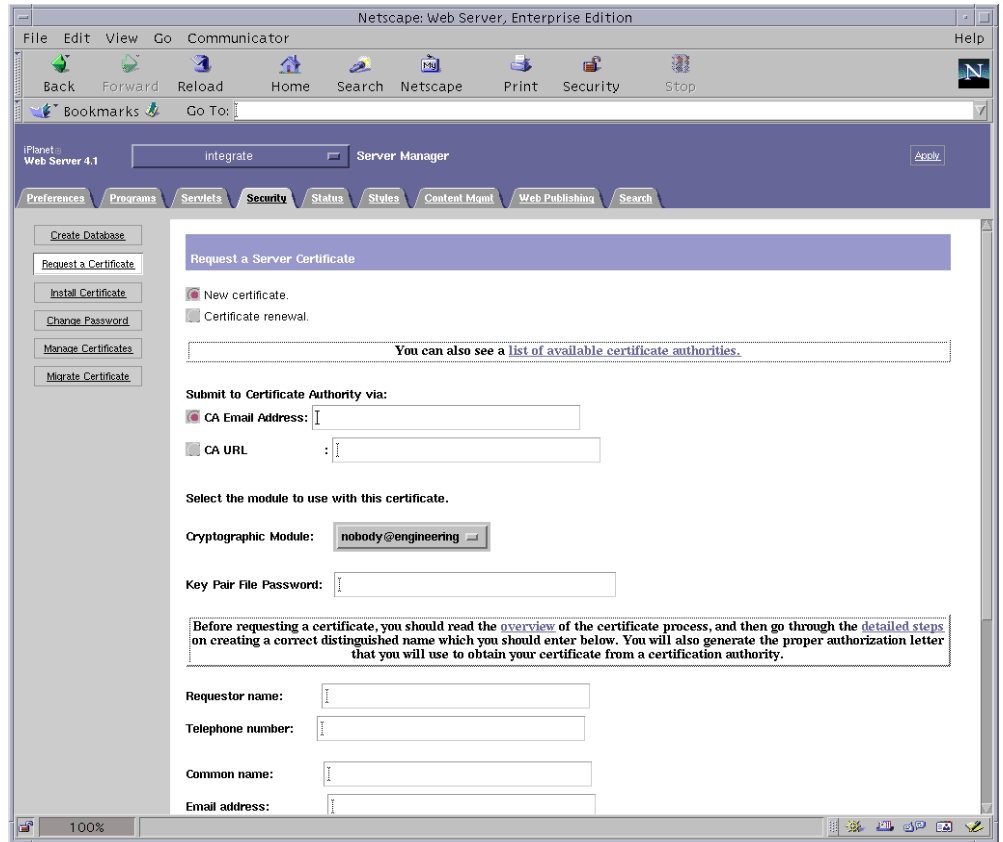 Netscape: Web Server, Enterprise Edition
File Edit View Go Communicator Help
Back Forward Reload Home Search Netscape Print Security Stop
My
N
Bookmarks Go To:
iPlanet
Web Server 4.1
integrate
Server Manager
Apply
Preferences Programs Servlets Security Status Styles Content Mgmt Web Publishing Search
Create Database
Request a Certificate
Install Certificate
Change Password
Manage Certificates
Migrate Certificate
Request a Server Certificate
New certificate.
Certificate renewal.
You can also see a list of available certificate authorities.
Submit to Certificate Authority via:
CA Email Address:
CA URL :
Select the module to use with this certificate.
Cryptographic Module: nobody@engineering
Key Pair File Password:
Before requesting a certificate, you should read the overview of the certificate process, and then go through the detailed steps
on creating a correct distinguished name which you should enter below. You will also generate the proper authorization letter
that you will use to obtain your certificate from a certification authority.
Requestor name:
Telephone number:
Common name:
Email address:
100%